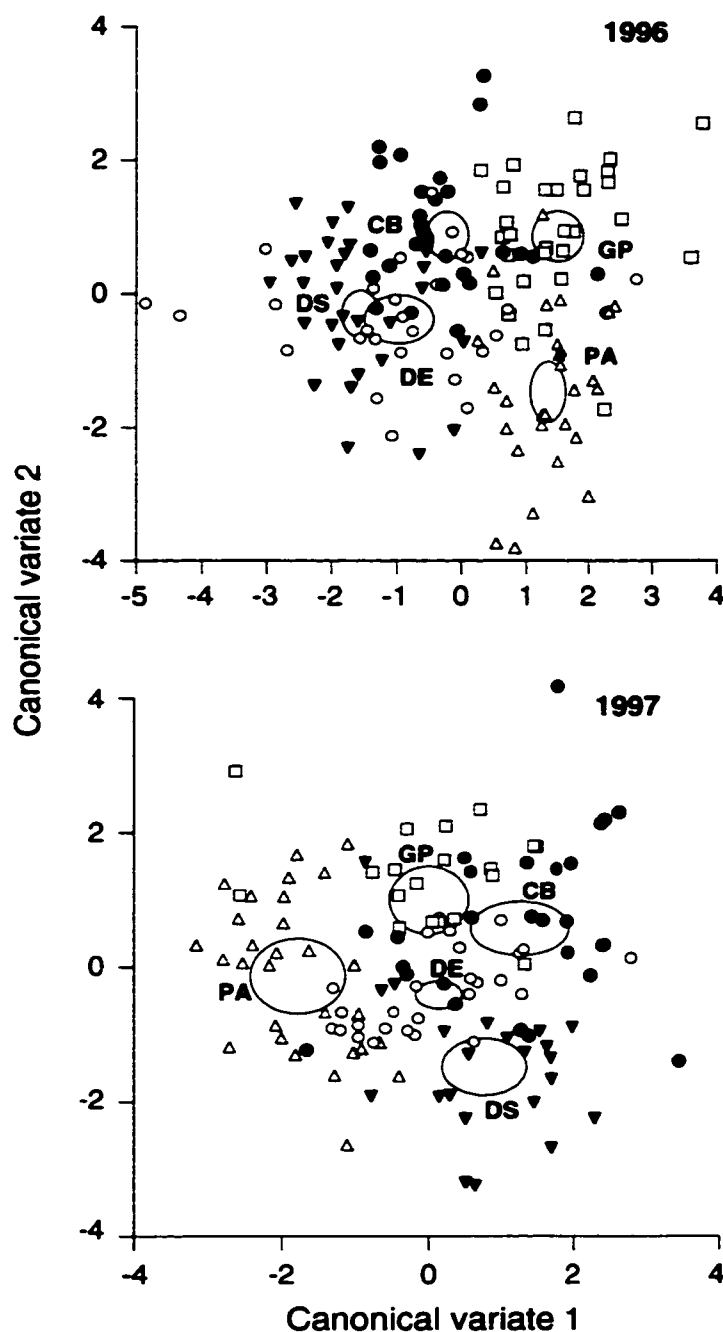 1996
4
2
0
-2
-4
CB
GP
DS
DE
PA
-5 -4 -3 -2 -1 0 1 2 3 4
Canonical variate 2
1997
4
2
0
-2
-4
GP
CB
DE
PA
DS
-4 -2 0 2 4
Canonical variate 1